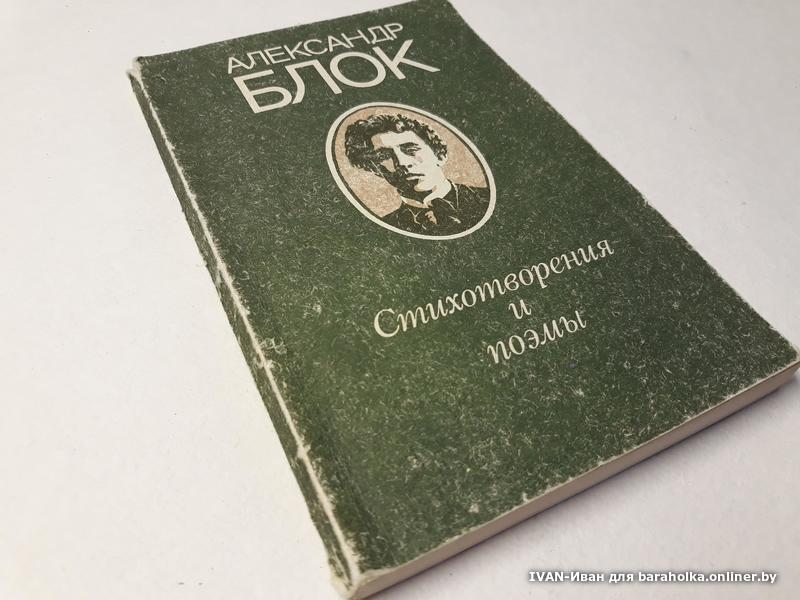 АЛЕКСАНДР
БЛОК
Стихотворения
и
поэмы
IVAN-Иван для baraholka.onliner.by